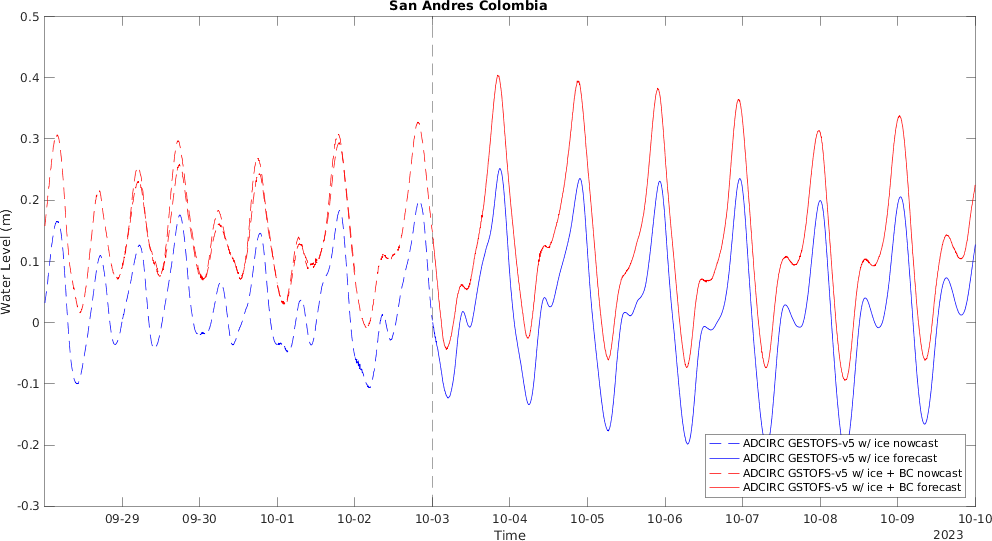 San Andres Colombia
0.5
0.4
0.3
0.2
0.1
0
-0.1
-0.2
-0.3
Water Level (m)
09-29 09-30 10-01 10-02 10-03 10-04 10-05 10-06 10-07 10-08 10-09 10-10
Time
2023
ADCIRC GESTOFS-v5 w/ ice nowcast
ADCIRC GESTOFS-v5 w/ ice forecast
ADCIRC GSTOFS-v5 w/ ice + BC nowcast
ADCIRC GSTOFS-v5 w/ ice + BC forecast